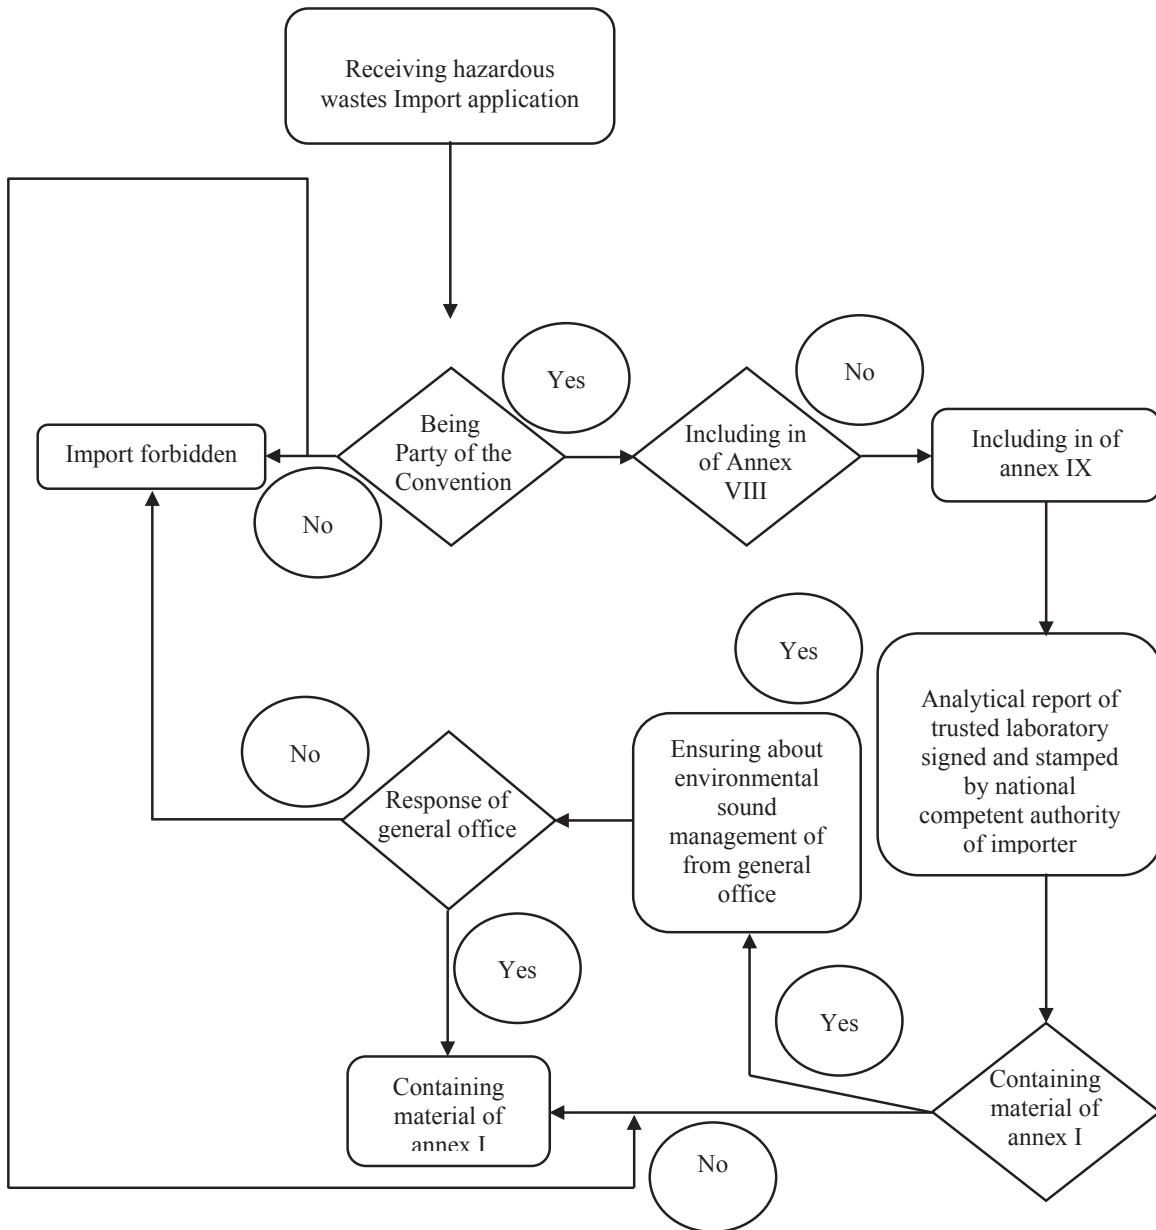 Receiving hazardous
wastes Import application
Yes
No
Being
Party of the
Convention
Including in
of Annex
VIII
Including in of
annex IX
Import forbidden
No
Yes
Analytical report of
trusted laboratory
signed and stamped
by national
competent authority
of importer
Ensuring about
environmental
sound
management of
from general
office
No
Response of
general office
Yes
Yes
Containing
material of
annex I
Containing
material of
annex I
No